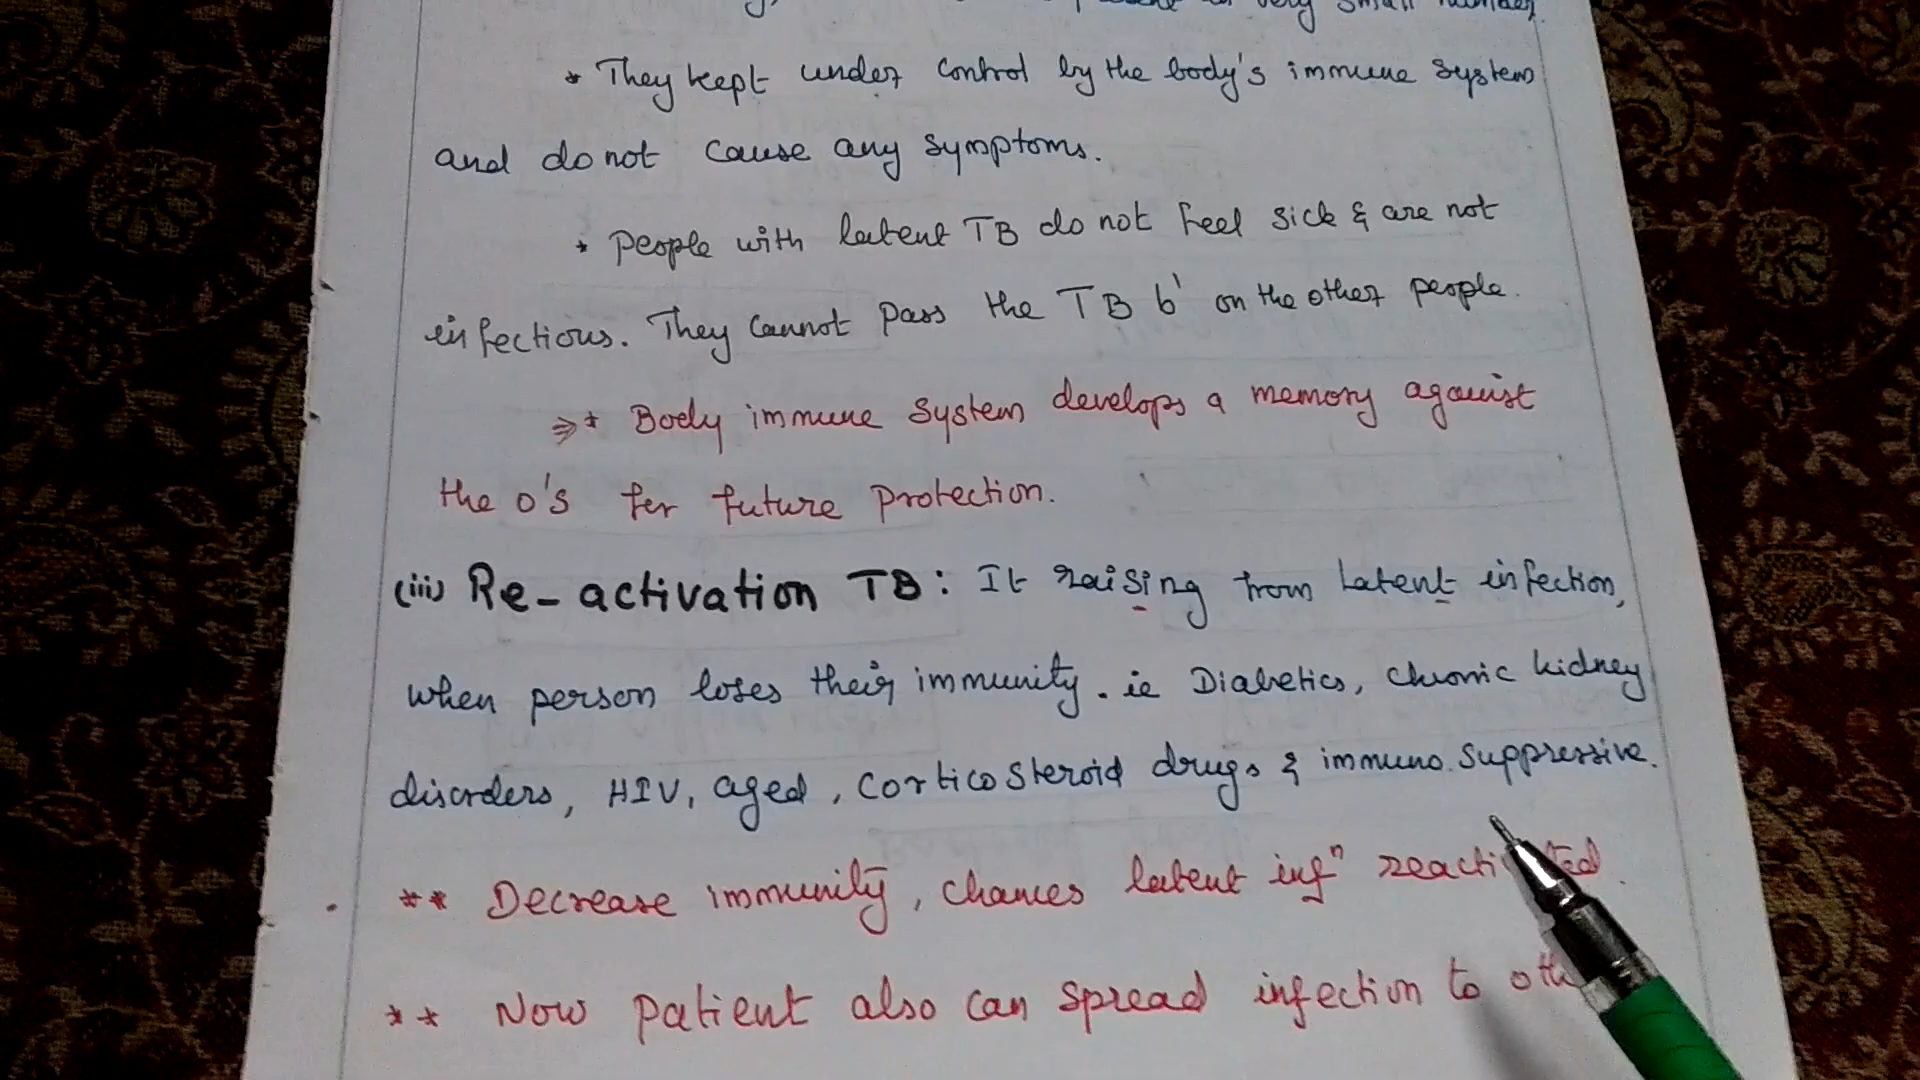 very small number
* They kept under control by the body's immune system
and do not cause any symptoms.
* People with latent TB do not feel sick & are not
infectious. They cannot pass the TB b' on the other people.
⇒* Body immune system develops a memory against
the o's for future protection.
(iii) Re-activation TB: It raising from Latent infection,
when person loses their immunity. ie Diabetics, chronic kidney
disorders, HIV, aged, corticosteroid drugs & immuno.suppressive.
** Decrease immunity, chances latent infⁿ
** Now patient also can spread infection to